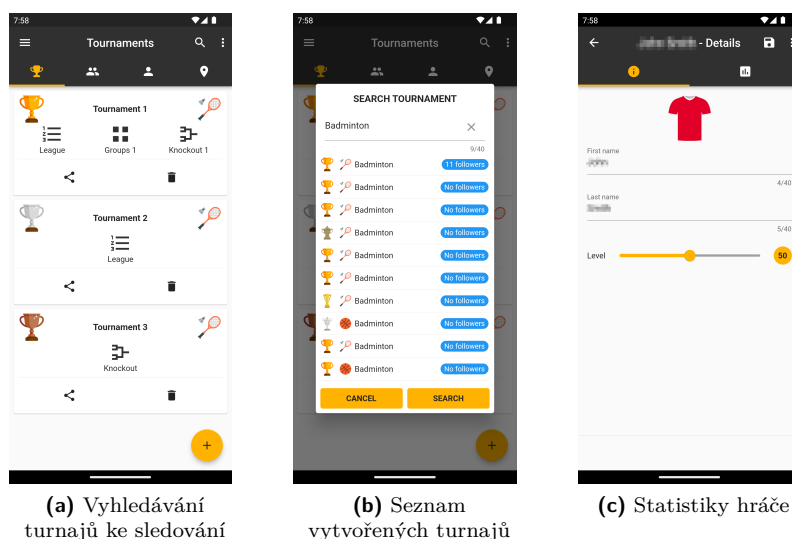 7:58
Tournaments
Tournament 1
League
Groups 1
Knockout 1
Tournament 2
League
Tournament 3
Knockout
+
(a) Vyhledávání
turnajů ke sledování
7:58
Tournaments
SEARCH TOURNAMENT
Badminton
9/40
Badminton 11 followers
Badminton No followers
Badminton No followers
Badminton No followers
Badminton No followers
Badminton No followers
Badminton No followers
Badminton No followers
Badminton No followers
Badminton No followers
CANCEL SEARCH
+
(b) Seznam
vytvořených turnajů
7:58
- Details
First name
4/40
Last name
5/40
Level 50
(c) Statistiky hráče